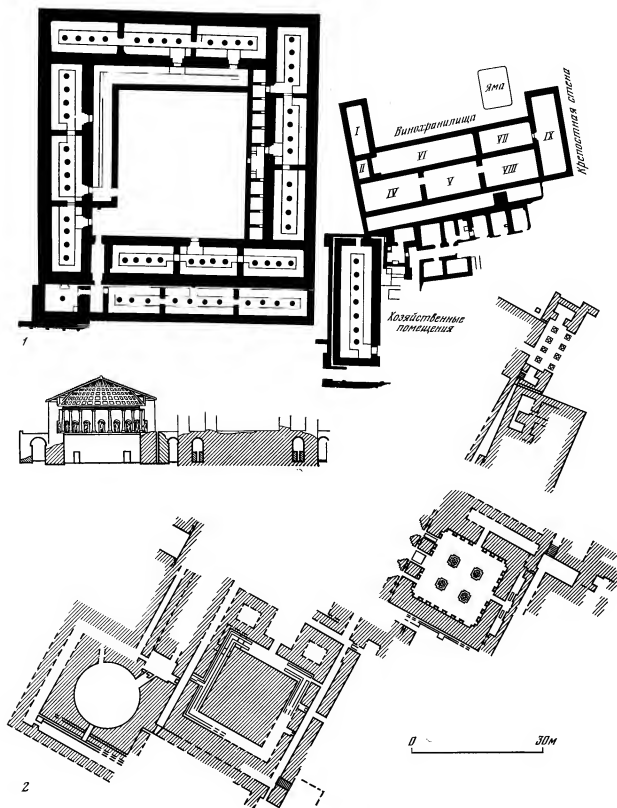 Яма
Винохранилища
Крепостная стена
I
II
VI
VII
IX
IV
V
VIII
Хозяйственные
помещения
1
0 30м
2